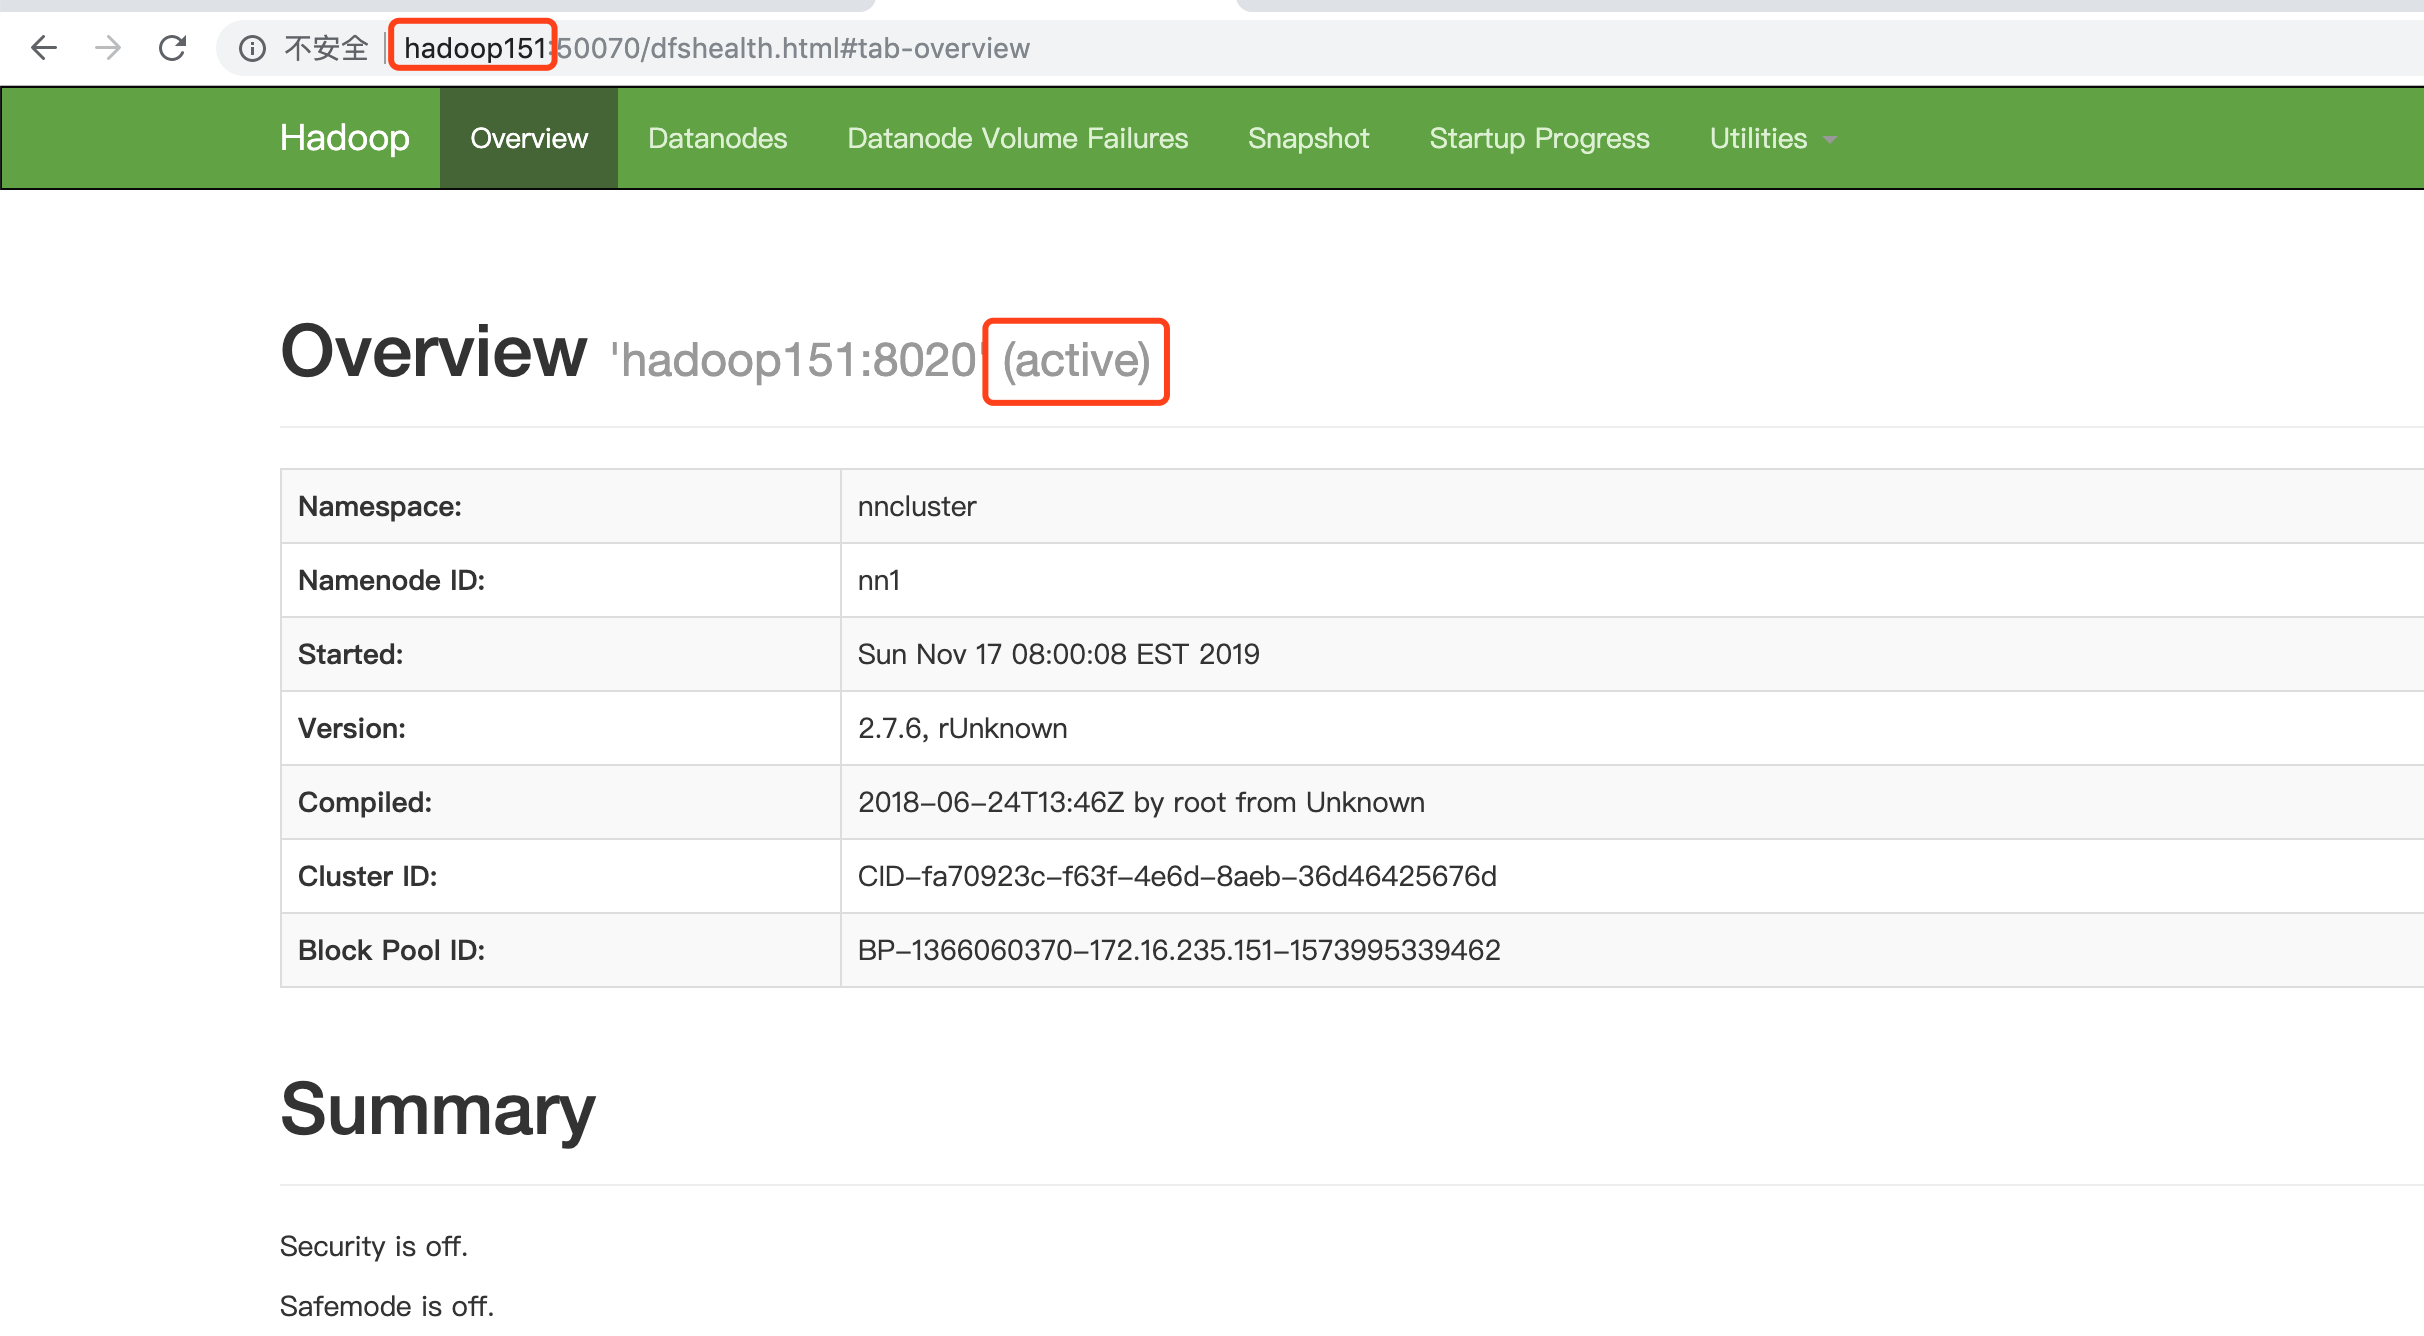 不安全 hadoop151:50070/dfshealth.html#tab-overview
Hadoop Overview Datanodes Datanode Volume Failures Snapshot Startup Progress Utilities
Overview 'hadoop151:8020' (active)
Namespace: nncluster
Namenode ID: nn1
Started: Sun Nov 17 08:00:08 EST 2019
Version: 2.7.6, rUnknown
Compiled: 2018-06-24T13:46Z by root from Unknown
Cluster ID: CID-fa70923c-f63f-4e6d-8aeb-36d46425676d
Block Pool ID: BP-1366060370-172.16.235.151-1573995339462
Summary
Security is off.
Safemode is off.